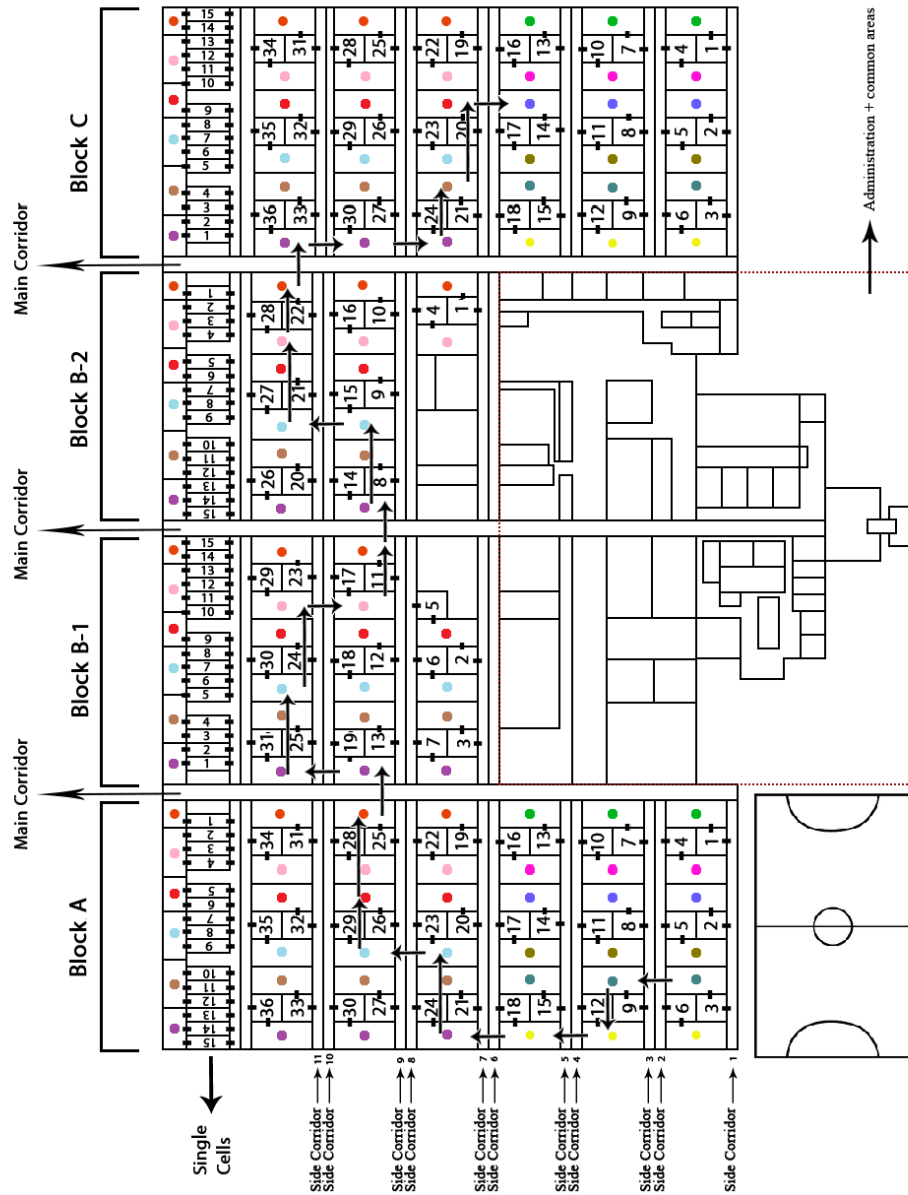 Main Corridor Main Corridor Main Corridor
Block A Block B-1 Block B-2 Block C
Single
Cells
15 14 13 12 11 10 9 8 7 6 5 4 3 2 1 1 2 3 4 5 6 7 8 9 10 11 12 13 14 15 15 14 13 12 11 10 9 8 7 6 5 4 3 2 1 1 2 3 4 5 6 7 8 9 10 11 12 13 14 15
36 35 34 31 30 29 26 27 28 36 35 34
33 32 31 25 24 23 20 21 22 33 32 31
Side Corridor 11
Side Corridor 10
30 29 28 19 18 17 14 15 16 30 29 28
27 26 25 13 12 11 8 9 10 27 26 25
Side Corridor 9
Side Corridor 8
24 23 22 7 6 5 4 24 23 22
21 20 19 3 2 1 21 20 19
Side Corridor 7
Side Corridor 6
18 17 16 18 17 16
15 14 13 15 14 13
Side Corridor 5
Side Corridor 4
12 11 10 12 11 10
9 8 7 9 8 7
Side Corridor 3
Side Corridor 2
6 5 4 6 5 4
3 2 1 3 2 1
Side Corridor 1
Administration + common areas